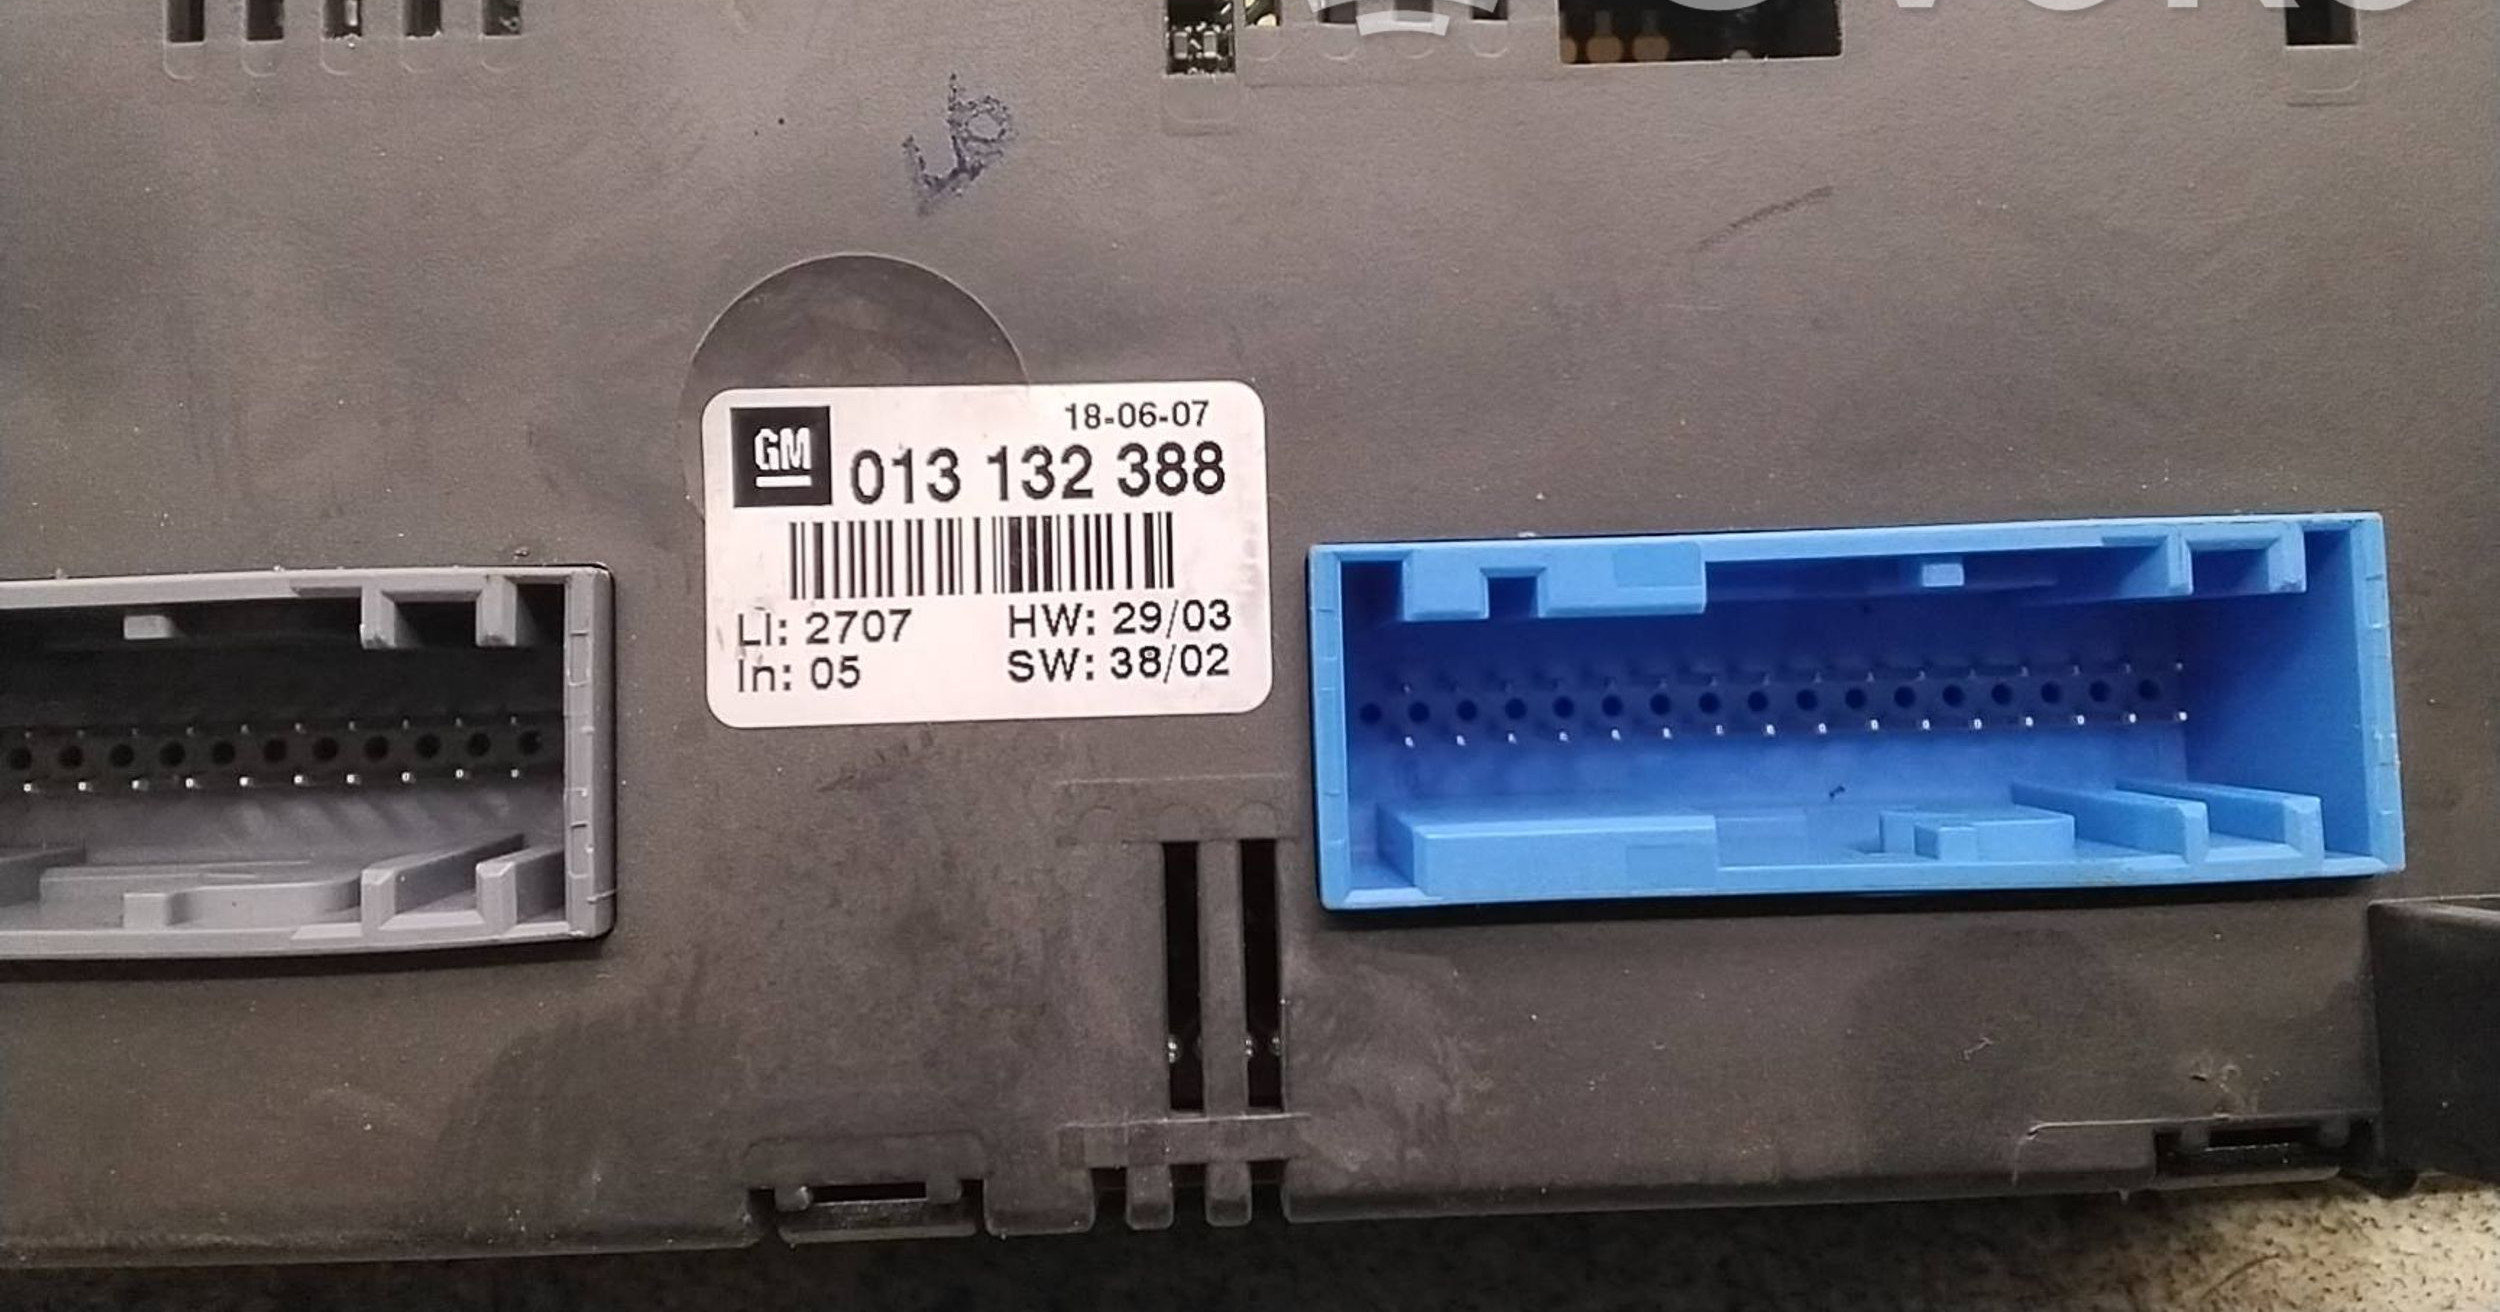 18-06-07
GM 013 132 388
LI: 2707 HW: 29/03
In: 05 SW: 38/02